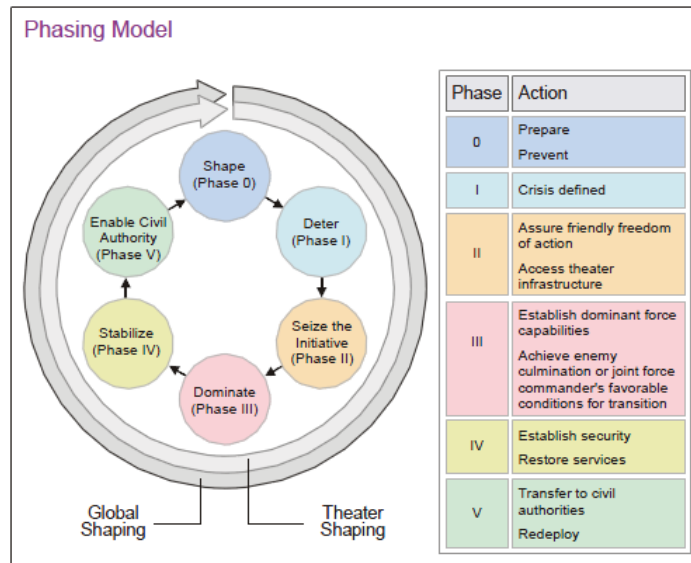 Phasing Model
Shape
(Phase 0)
Deter
(Phase I)
Seize the
Initiative
(Phase II)
Dominate
(Phase III)
Stabilize
(Phase IV)
Enable Civil
Authority
(Phase V)
Global
Shaping
Theater
Shaping
Phase Action
0
Prepare
Prevent
I
Crisis defined
II
Assure friendly freedom
of action
Access theater
infrastructure
III
Establish dominant force
capabilities
Achieve enemy
culmination or joint force
commander's favorable
conditions for transition
IV
Establish security
Restore services
V
Transfer to civil
authorities
Redeploy